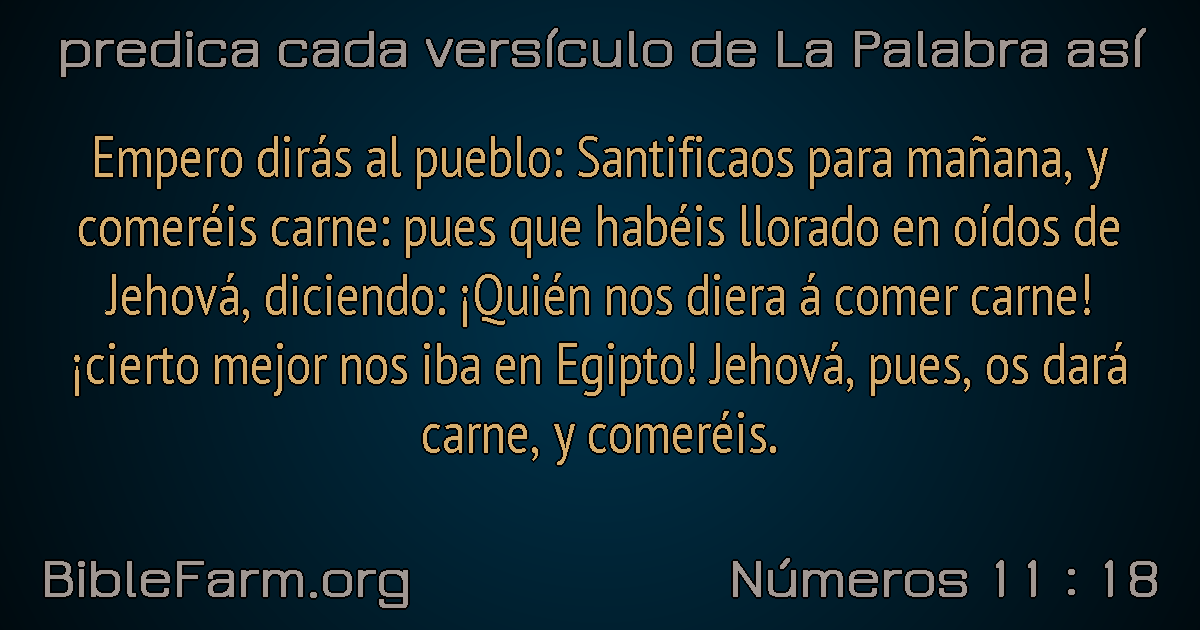 predica cada versículo de La Palabra así
Empero dirás al pueblo: Santificaos para mañana, y
comeréis carne: pues que habéis llorado en oídos de
Jehová, diciendo: ¡Quién nos diera á comer carne!
¡cierto mejor nos iba en Egipto! Jehová, pues, os dará
carne, y comeréis.
BibleFarm.org
Números 11 : 18